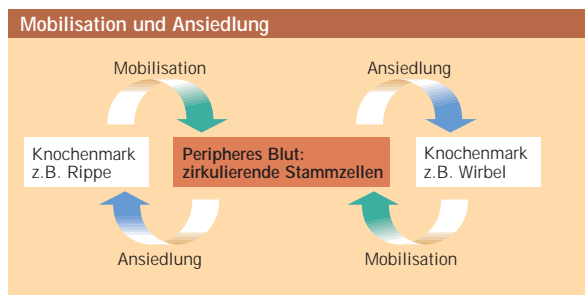 Mobilisation und Ansiedlung
Mobilisation
Ansiedlung
Knochenmark
z.B. Rippe
Peripheres Blut:
zirkulierende Stammzellen
Knochenmark
z.B. Wirbel
Ansiedlung
Mobilisation